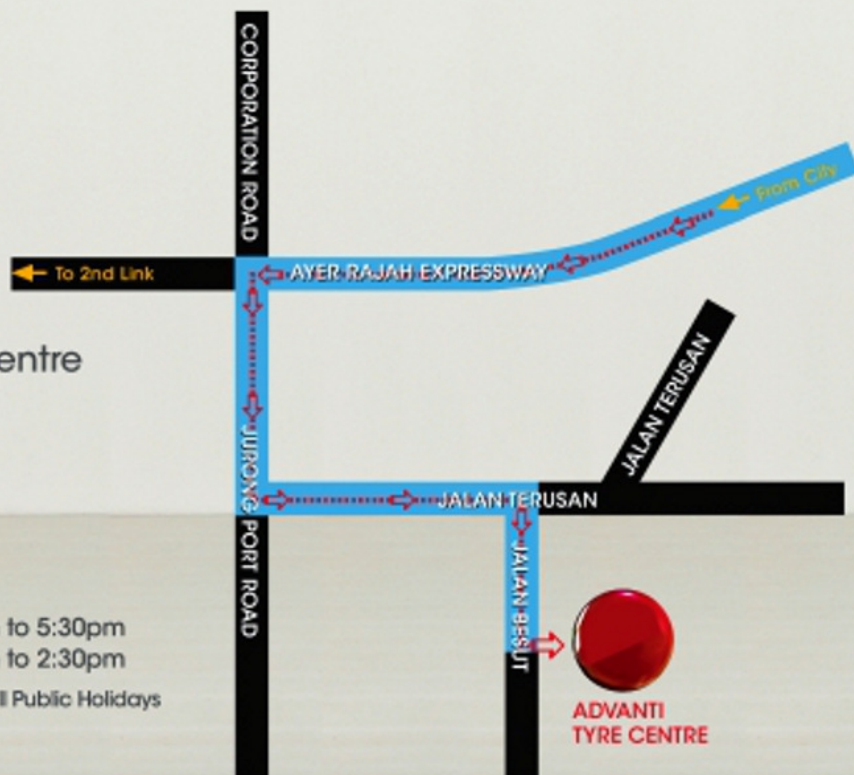 CORPORATION ROAD
From City
To 2nd Link
AYER RAJAH EXPRESSWAY
entre
JALAN TERUSAN
JURONG PORT ROAD
JALAN TERUSAN
JALAN BESUT
to 5:30pm
to 2:30pm
ll Public Holidays
ADVANTI
TYRE CENTRE